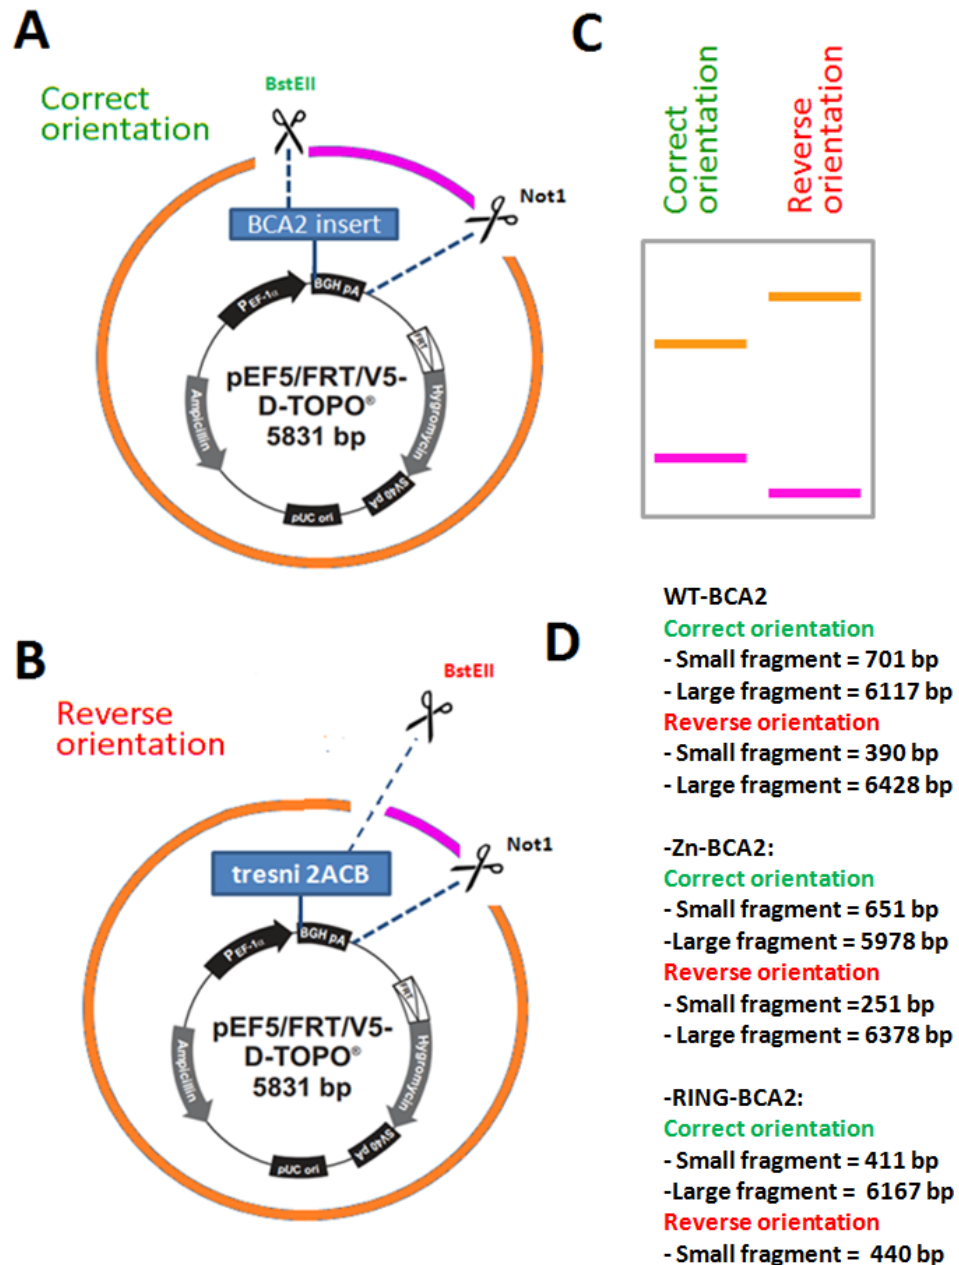 A
BstEII
Correct
orientation
Not1
BCA2 insert
PEF-1α
BGH pA
FRT
Hygromycin
SV40 pA
pUC ori
Ampicillin
pEF5/FRT/V5-
D-TOPO®
5831 bp
B
BstEII
Reverse
orientation
Not1
tresni 2ACB
PEF-1α
BGH pA
FRT
Hygromycin
SV40 pA
pUC ori
Ampicillin
pEF5/FRT/V5-
D-TOPO®
5831 bp
C
Correct
orientation
Reverse
orientation
D
WT-BCA2
Correct orientation
- Small fragment = 701 bp
- Large fragment = 6117 bp
Reverse orientation
- Small fragment = 390 bp
- Large fragment = 6428 bp
-Zn-BCA2:
Correct orientation
- Small fragment = 651 bp
-Large fragment = 5978 bp
Reverse orientation
- Small fragment =251 bp
- Large fragment = 6378 bp
-RING-BCA2:
Correct orientation
- Small fragment = 411 bp
-Large fragment =  6167 bp
Reverse orientation
- Small fragment =  440 bp